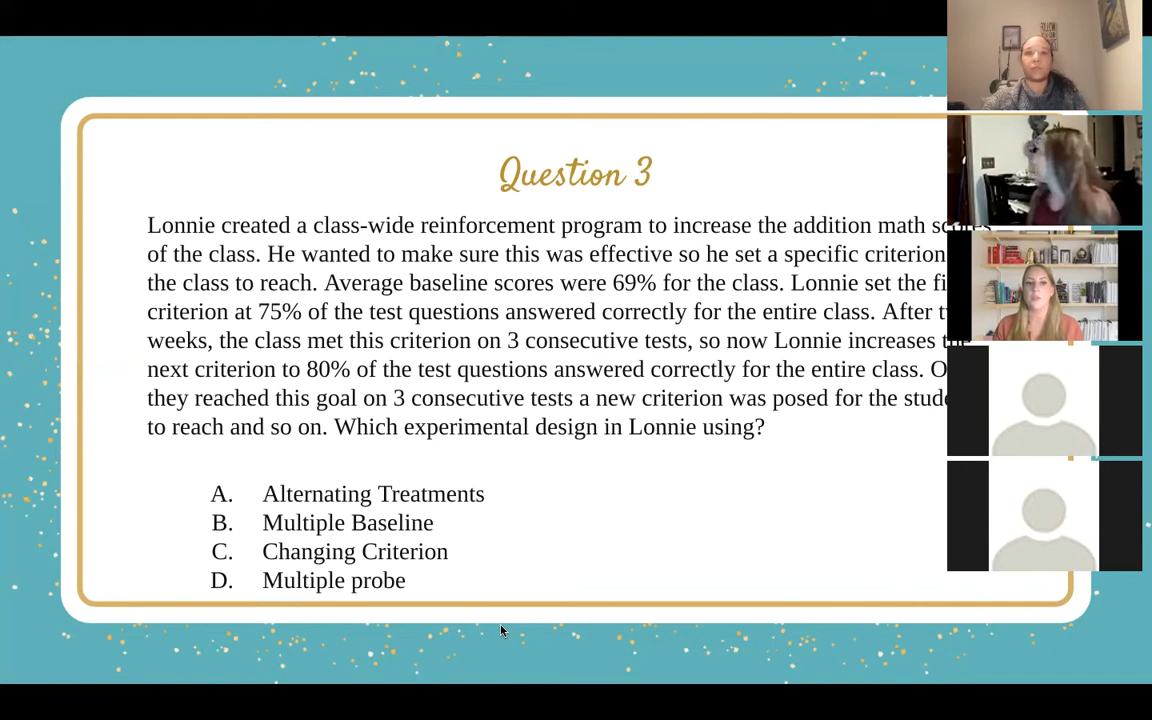 Question 3
Lonnie created a class-wide reinforcement program to increase the addition math scores
of the class. He wanted to make sure this was effective so he set a specific criterion
the class to reach. Average baseline scores were 69% for the class. Lonnie set the fi
criterion at 75% of the test questions answered correctly for the entire class. After t
weeks, the class met this criterion on 3 consecutive tests, so now Lonnie increases the
next criterion to 80% of the test questions answered correctly for the entire class. O
they reached this goal on 3 consecutive tests a new criterion was posed for the stude
to reach and so on. Which experimental design in Lonnie using?
A. Alternating Treatments
B. Multiple Baseline
C. Changing Criterion
D. Multiple probe